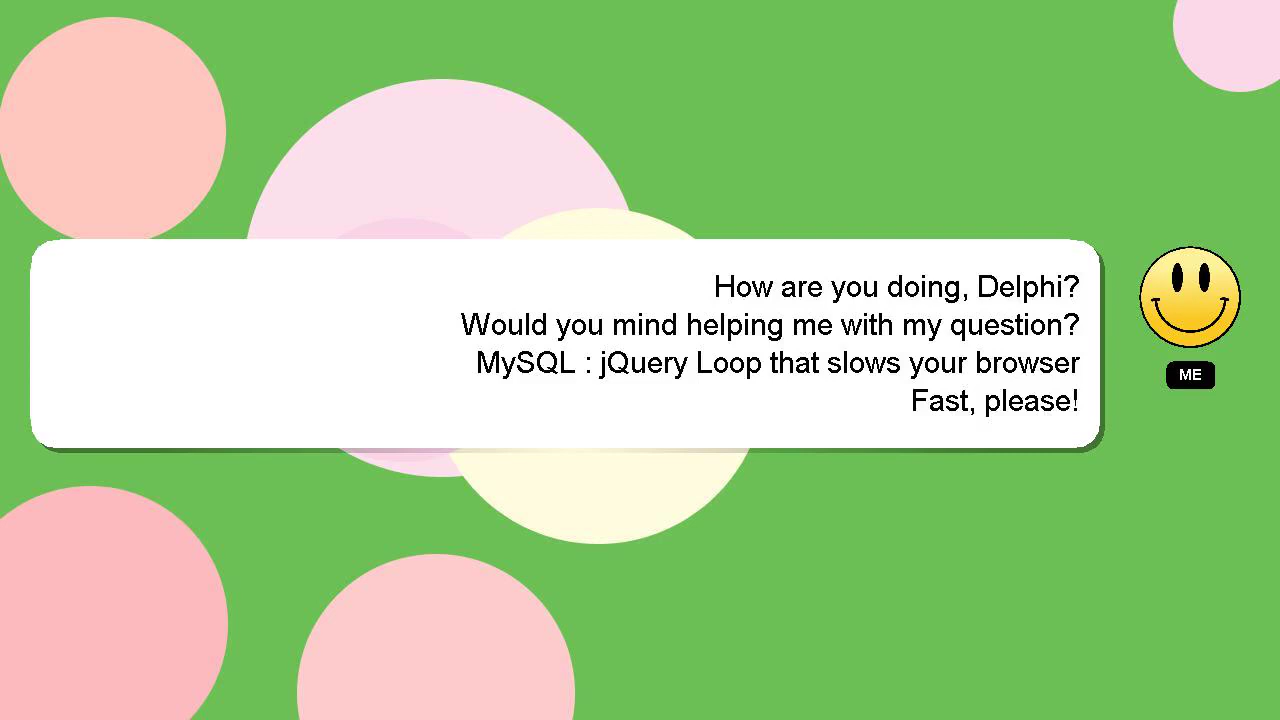 How are you doing, Delphi?
Would you mind helping me with my question?
MySQL : jQuery Loop that slows your browser
Fast, please!
ME